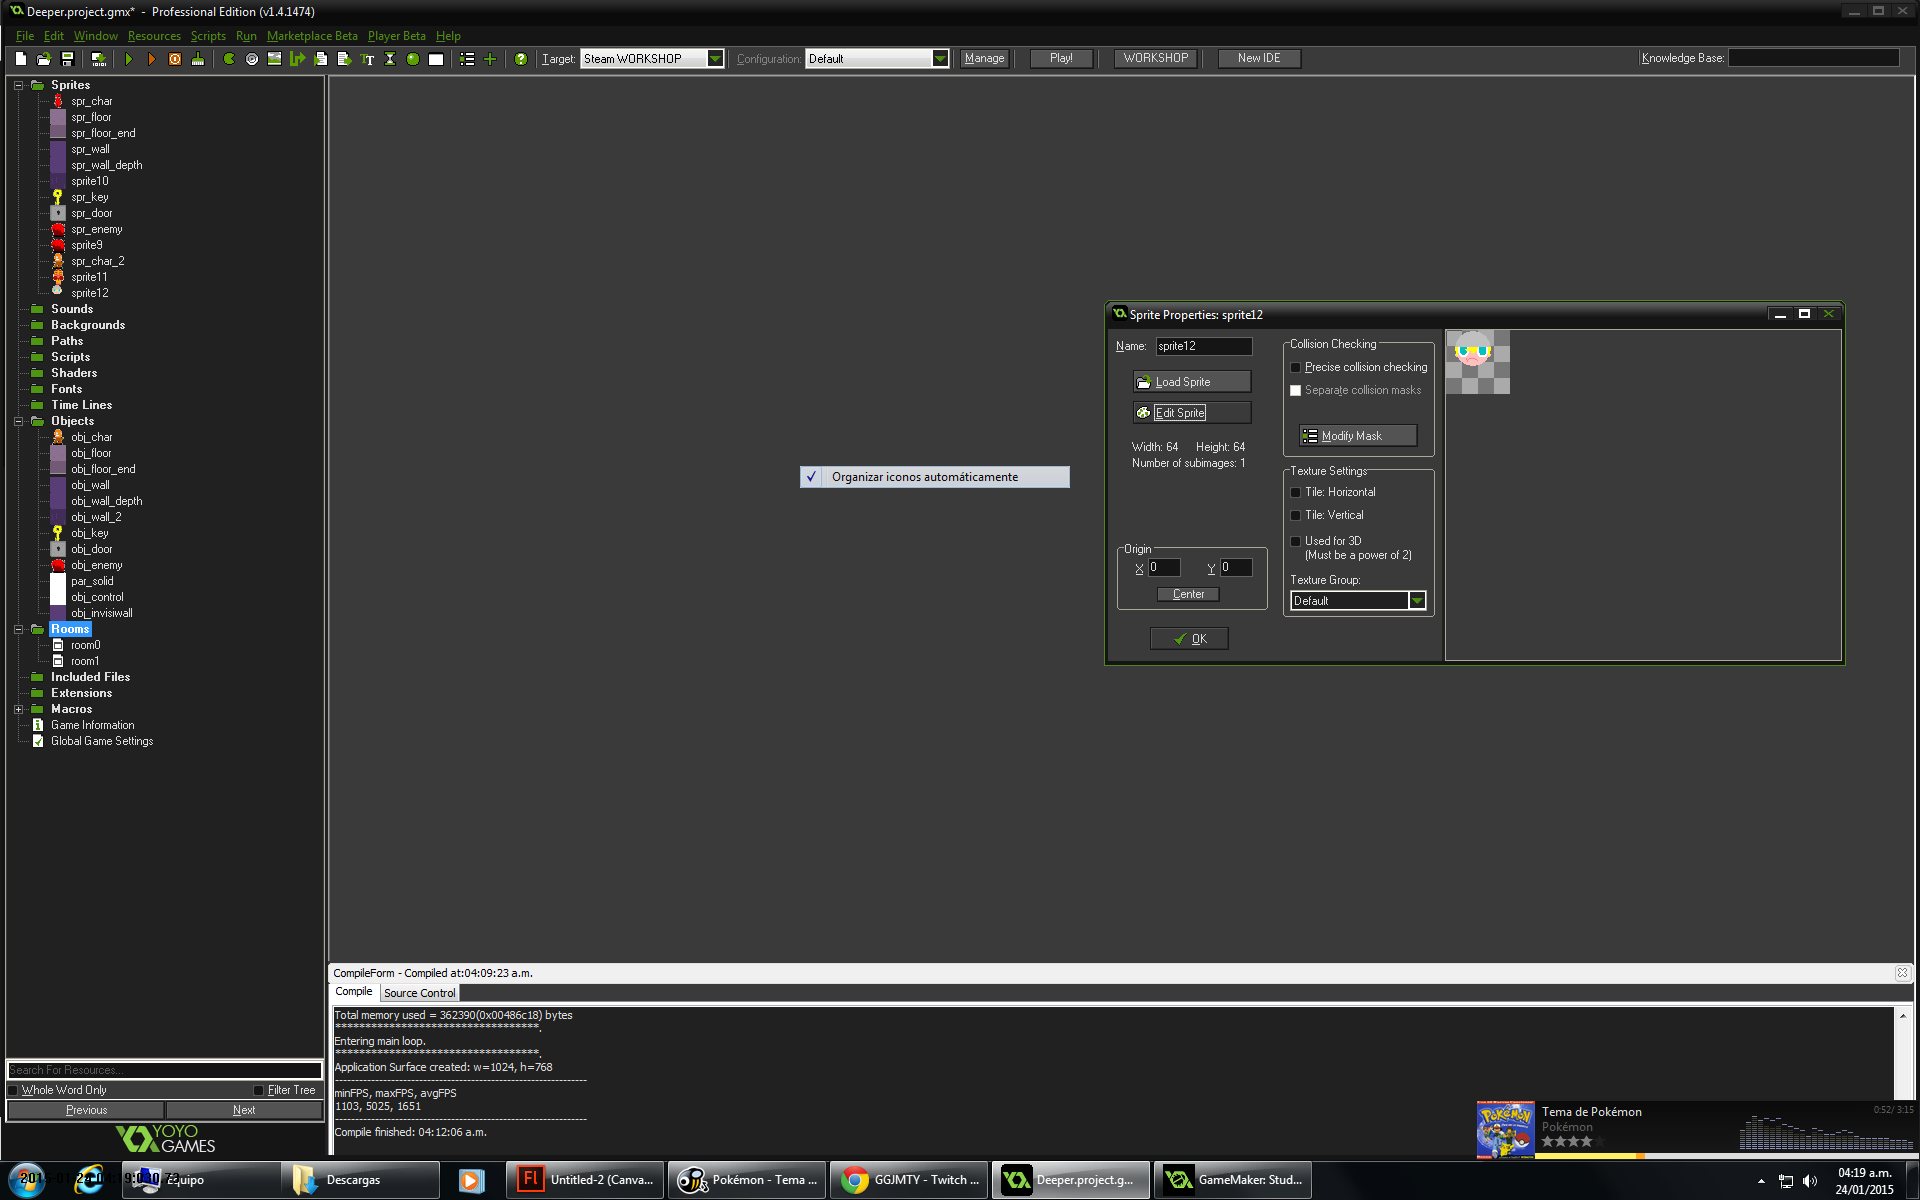 Deeper.project.gmx* - Professional Edition (v1.4.1474)
File Edit Window Resources Scripts Run Marketplace Beta Player Beta Help
Target: Steam WORKSHOP Configuration: Default Manage Play! WORKSHOP New IDE Knowledge Base:
Sprites
spr_char
spr_floor
spr_floor_end
spr_wall
spr_wall_depth
sprite10
spr_key
spr_door
spr_enemy
sprite9
spr_char_2
sprite11
sprite12
Sounds
Backgrounds
Paths
Scripts
Shaders
Fonts
Time Lines
Objects
obj_char
obj_floor
obj_floor_end
obj_wall
obj_wall_depth
obj_wall_2
obj_key
obj_door
obj_enemy
par_solid
obj_control
obj_invisiwall
Rooms
room0
room1
Included Files
Extensions
Macros
Game Information
Global Game Settings
Search For Resources...
Whole Word Only Filter Tree
Previous Next
YOYO
GAMES
Organizar iconos automáticamente
Sprite Properties: sprite12
Name: sprite12
Load Sprite
Edit Sprite
Width: 64 Height: 64
Number of subimages: 1
Origin
X 0 Y 0
Center
OK
Collision Checking
Precise collision checking
Separate collision masks
Modify Mask
Texture Settings
Tile: Horizontal
Tile: Vertical
Used for 3D
(Must be a power of 2)
Texture Group:
Default
CompileForm - Compiled at:04:09:23 a.m.
Compile Source Control
Total memory used = 362390(0x00486c18) bytes
***********************************.
Entering main loop.
***********************************.
Application Surface created: w=1024, h=768
minFPS, maxFPS, avgFPS
1103, 5025, 1651
Compile finished: 04:12:06 a.m.
Pokémon
Tema de Pokémon 0:52/3:15
Pokémon
Equipo
Descargas
Fl Untitled-2 (Canva...
Pokémon - Tema ...
GGJMTY - Twitch ...
Deeper.project.g...
GameMaker: Stud...
04:19 a.m.
24/01/2015